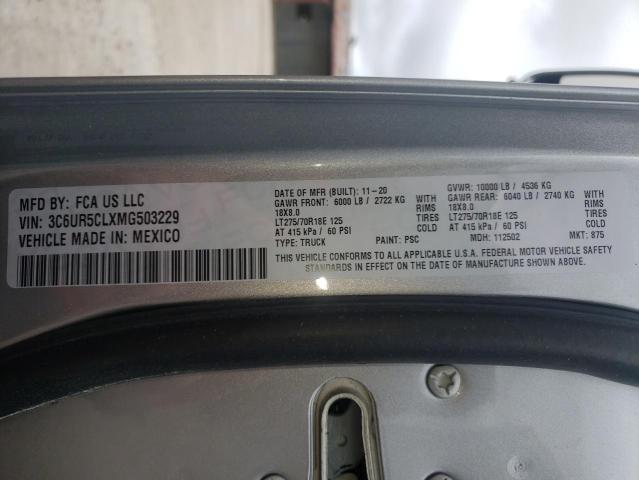 MFD BY: FCA US LLC
VIN: 3C6UR5CLXMG503229
VEHICLE MADE IN: MEXICO
DATE OF MFR (BUILT): 11-20
GAWR FRONT: 6000 LB / 2722 KG WITH
18X8.0 RIMS
LT275/70R18E 125 TIRES
AT 415 kPa / 60 PSI COLD
TYPE: TRUCK PAINT: PSC
GVWR: 10000 LB / 4536 KG
GAWR REAR: 6040 LB / 2740 KG WITH
18X8.0 RIMS
LT275/70R18E 125 TIRES
AT 415 kPa / 60 PSI COLD
MDH: 112502 MKT: 875
THIS VEHICLE CONFORMS TO ALL APPLICABLE U.S.A. FEDERAL MOTOR VEHICLE SAFETY
STANDARDS IN EFFECT ON THE DATE OF MANUFACTURE SHOWN ABOVE.